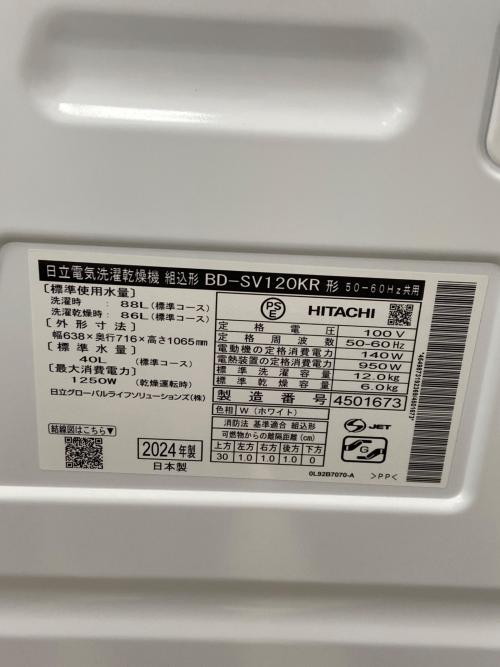 日立電気洗濯乾燥機 組込形 BD-SV120KR 形 50-60Hz共用
[標準使用水量]
洗濯時 : 88L(標準コース)
洗濯乾燥時 : 86L(標準コース)
[外形寸法]
幅638×奥行716×高さ1065mm
[標準水量]
40L (標準コース)
[最大消費電力]
1250W (乾燥運転時)
日立グローバルライフソリューションズ(株)
結線図はこちら▼
2024年製
日本製
PSE
HITACHI
定格電圧 100V
定格周波数 50-60Hz
電動機の定格消費電力 140W
電熱装置の定格消費電力 950W
標準洗濯容量 12.0kg
標準乾燥容量 6.0kg
製造番号 4501673
色相:W(ホワイト)
消防法 基準適合 組込形
可燃物からの離隔距離(cm)
上方 左方 右方 後方 下方
30 1.0 1.0 1.0 0
S JET
G
0L92B7070-A >PP<